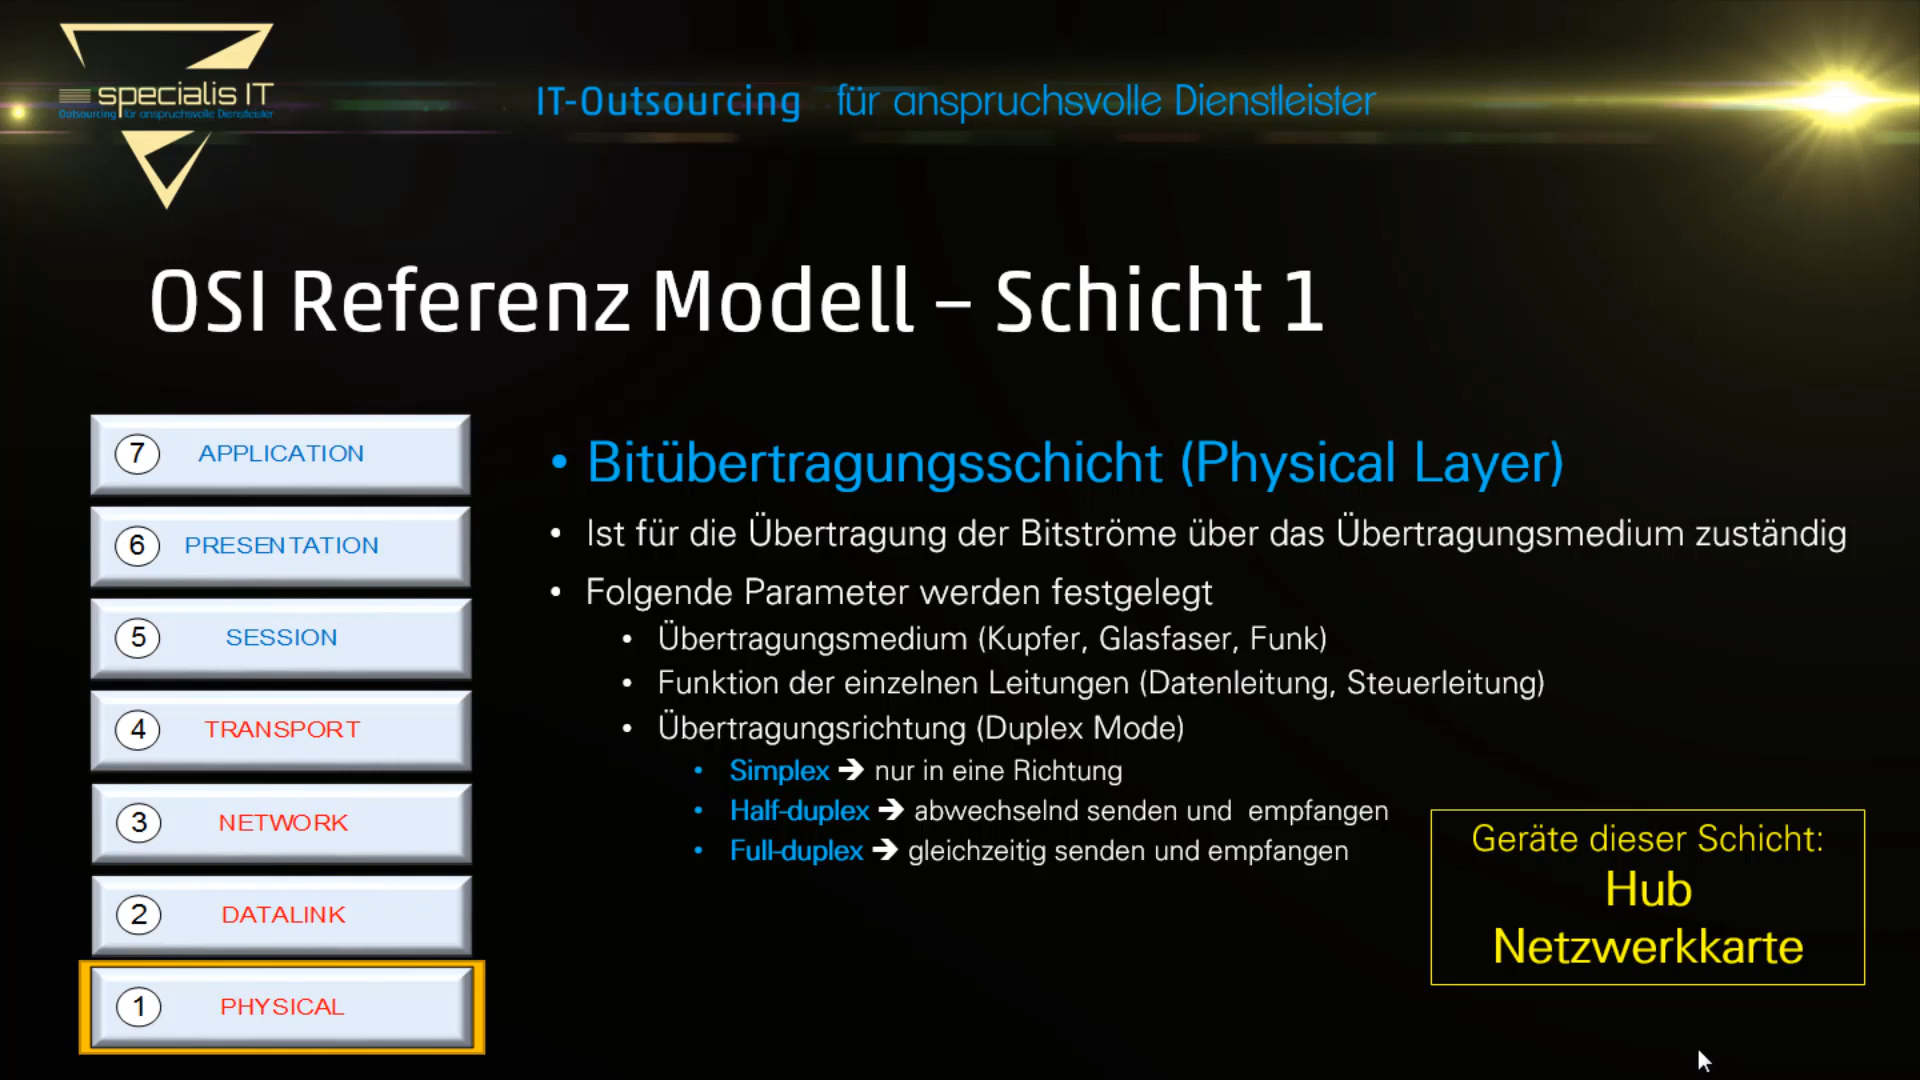 specialis IT
Outsourcing für anspruchsvolle Dienstleister
IT-Outsourcing für anspruchsvolle Dienstleister
OSI Referenz Modell – Schicht 1
7 APPLICATION
6 PRESENTATION
5 SESSION
4 TRANSPORT
3 NETWORK
2 DATALINK
1 PHYSICAL
• Bitübertragungsschicht (Physical Layer)
• Ist für die Übertragung der Bitströme über das Übertragungsmedium zuständig
• Folgende Parameter werden festgelegt
• Übertragungsmedium (Kupfer, Glasfaser, Funk)
• Funktion der einzelnen Leitungen (Datenleitung, Steuerleitung)
• Übertragungsrichtung (Duplex Mode)
• Simplex ➔ nur in eine Richtung
• Half-duplex ➔ abwechselnd senden und empfangen
• Full-duplex ➔ gleichzeitig senden und empfangen
Geräte dieser Schicht:
Hub
Netzwerkkarte